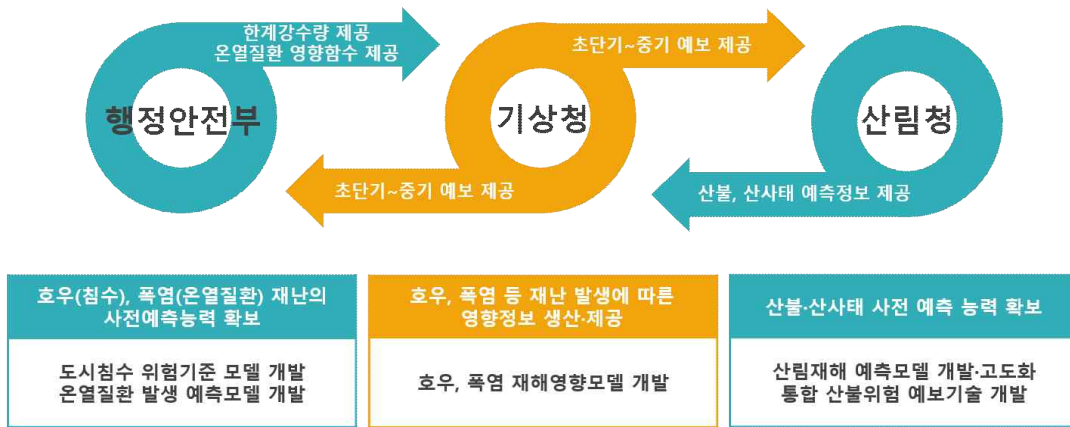 한계강수량 제공
온열질환 영향함수 제공
초단기~중기 예보 제공
행정안전부
기상청
산림청
초단기~중기 예보 제공
산불, 산사태 예측정보 제공
호우(침수), 폭염(온열질환) 재난의
사전예측능력 확보
도시침수 위험기준 모델 개발
온열질환 발생 예측모델 개발
호우, 폭염 등 재난 발생에 따른
영향정보 생산·제공
호우, 폭염 재해영향모델 개발
산불·산사태 사전 예측 능력 확보
산림재해 예측모델 개발·고도화
통합 산불위험 예보기술 개발